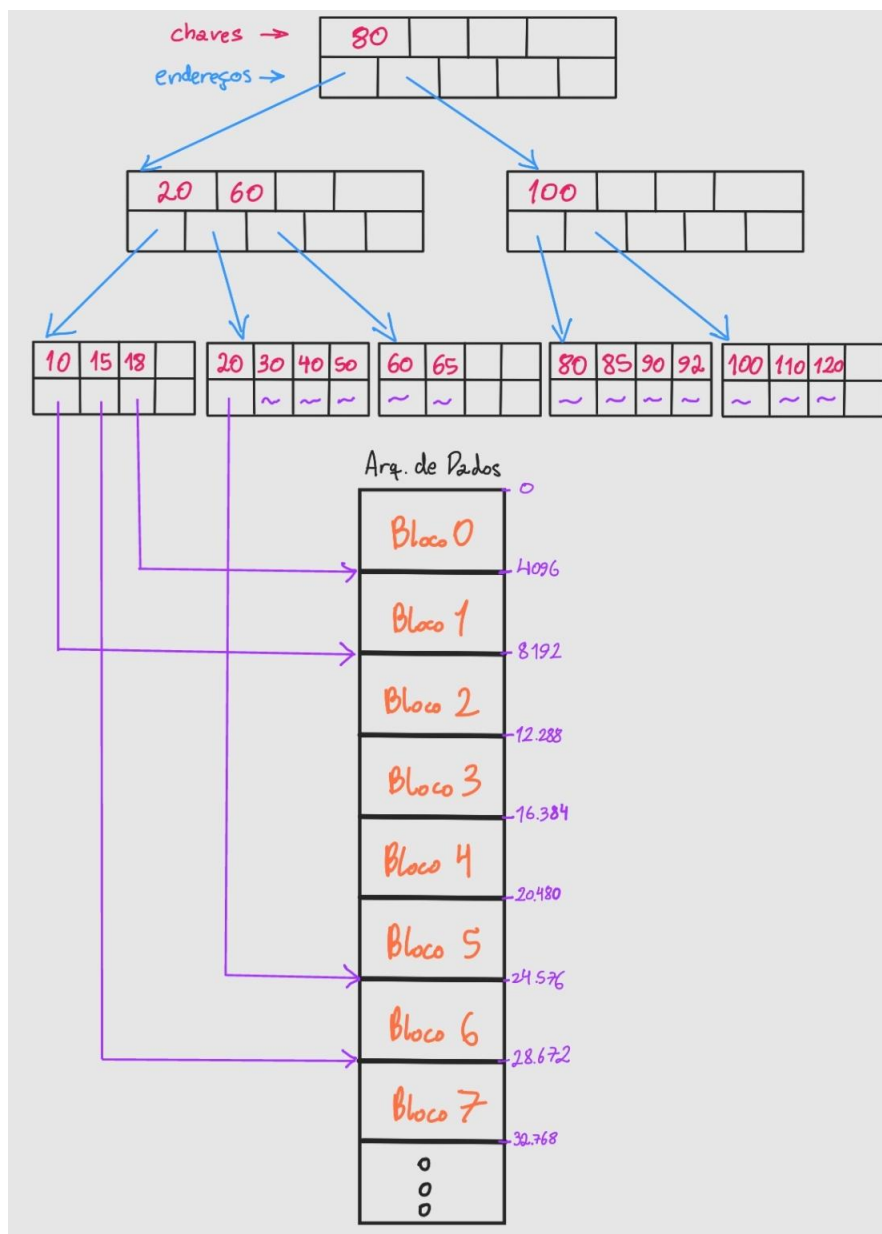 chaves → 80
endereços →
20 60
100
10 15 18
20 30 40 50
60 65
80 85 90 92
100 110 120
~ ~ ~
~ ~
~ ~ ~ ~
~ ~ ~
Arq. de Dados
0
Bloco 0
4096
Bloco 1
8192
Bloco 2
12.288
Bloco 3
16.384
Bloco 4
20.480
Bloco 5
24.576
Bloco 6
28.672
Bloco 7
32.768